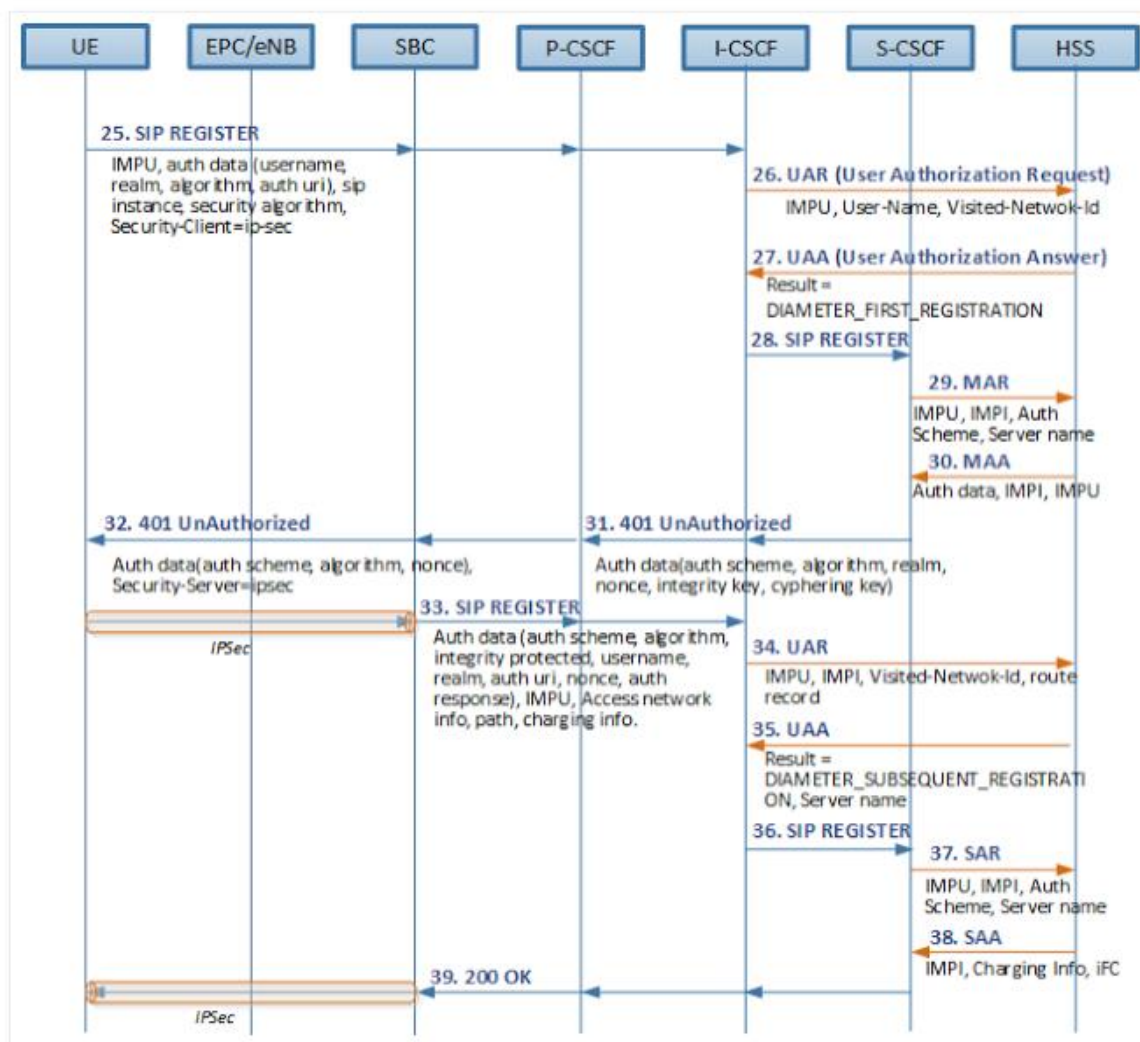 UE EPC/eNB SBC P-CSCF I-CSCF S-CSCF HSS
25. SIP REGISTER
IMPU, auth data (username,
realm, algorithm, auth uri), sip
instance, security algorithm,
Security-Client=ip-sec
26. UAR (User Authorization Request)
IMPU, User-Name, Visited-Netwok-Id
27. UAA (User Authorization Answer)
Result =
DIAMETER_FIRST_REGISTRATION
28. SIP REGISTER
29. MAR
IMPU, IMPI, Auth
Scheme, Server name
30. MAA
Auth data, IMPI, IMPU
32. 401 UnAuthorized
31. 401 UnAuthorized
Auth data(auth scheme, algorithm, nonce),
Security-Server=ipsec
Auth data(auth scheme, algorithm, realm,
nonce, integrity key, cyphering key)
33. SIP REGISTER
IPSec
Auth data (auth scheme, algorithm,
integrity protected, username,
realm, auth uri, nonce, auth
response), IMPU, Access network
info, path, charging info.
34. UAR
IMPU, IMPI, Visited-Netwok-Id, route
record
35. UAA
Result =
DIAMETER_SUBSEQUENT_REGISTRATI
ON, Server name
36. SIP REGISTER
37. SAR
IMPU, IMPI, Auth
Scheme, Server name
38. SAA
IMPI, Charging Info, iFC
39. 200 OK
IPSec